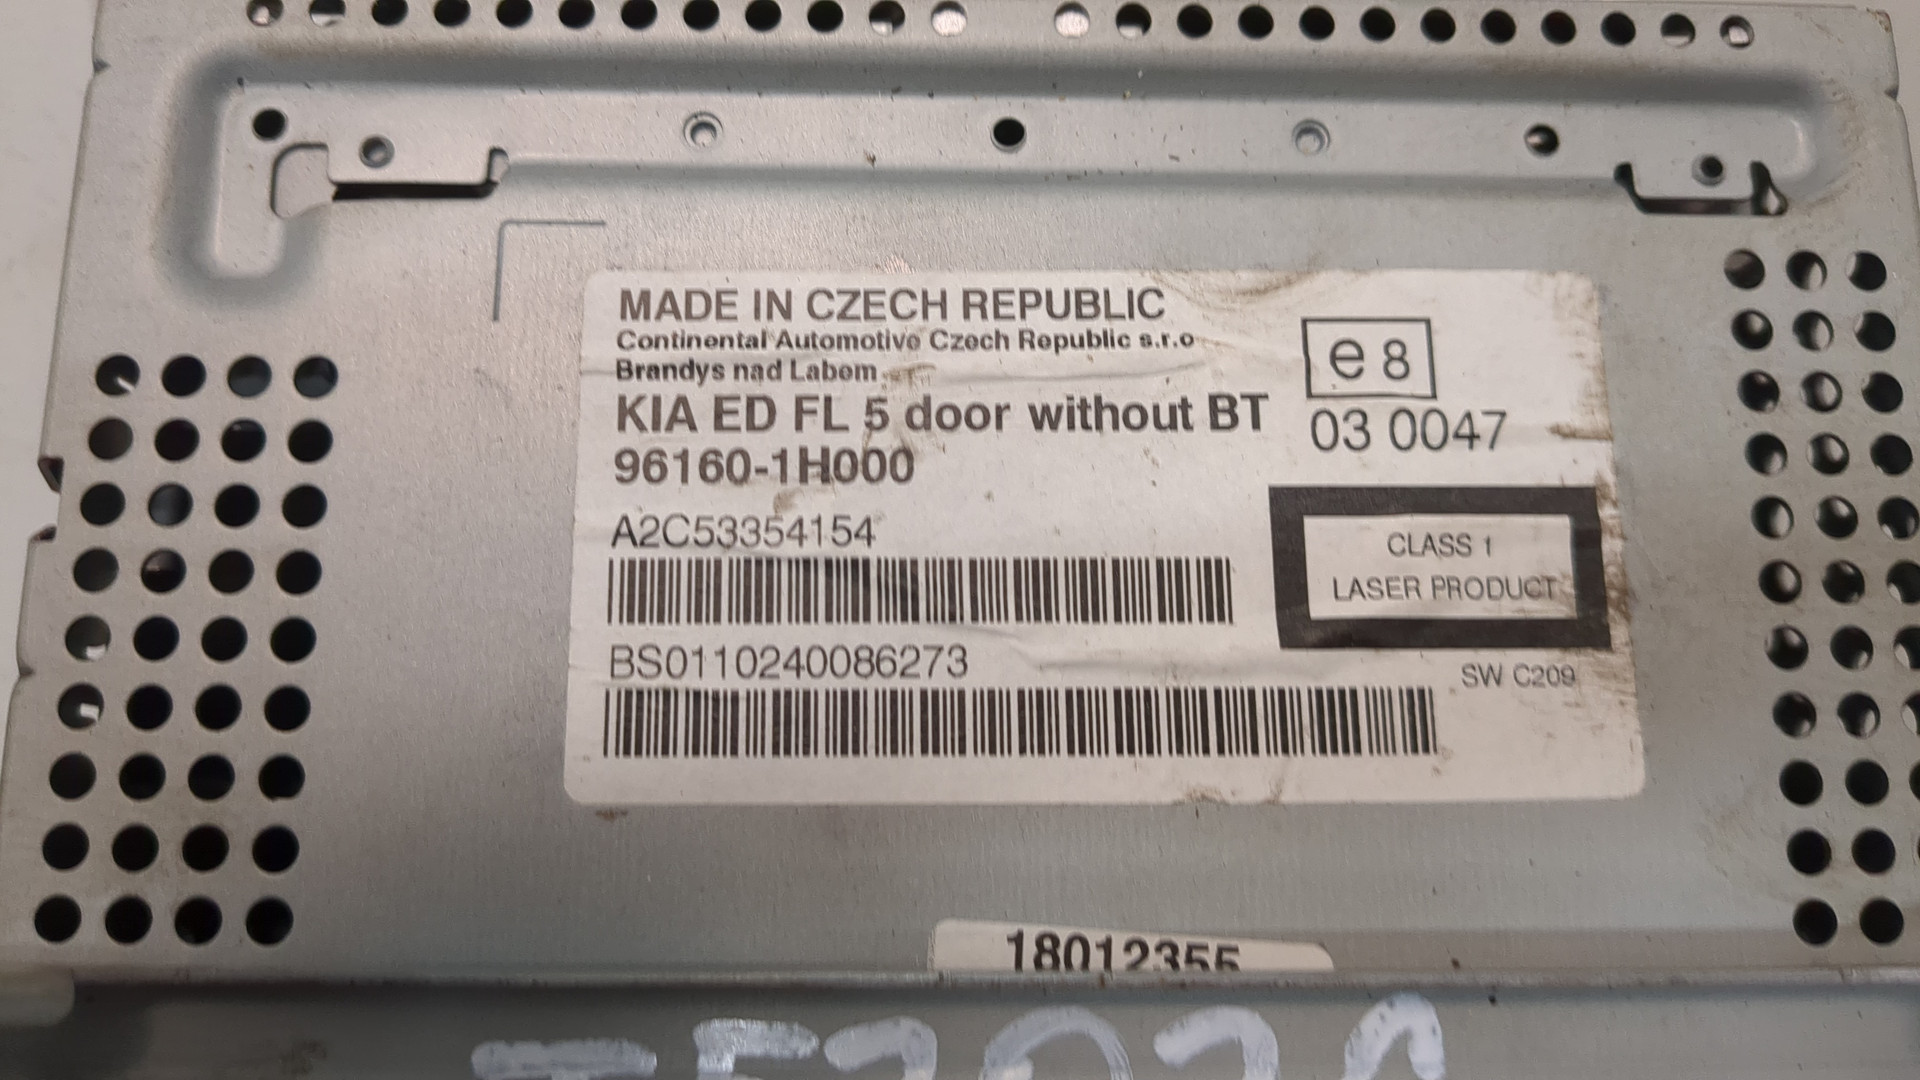 MADE IN CZECH REPUBLIC
Continental Automotive Czech Republic s.r.o
Brandys nad Labem
KIA ED FL 5 door without BT
96160-1H000
e8
03 0047
A2C53354154
CLASS 1
LASER PRODUCT
BS0110240086273
SW C209
18012355